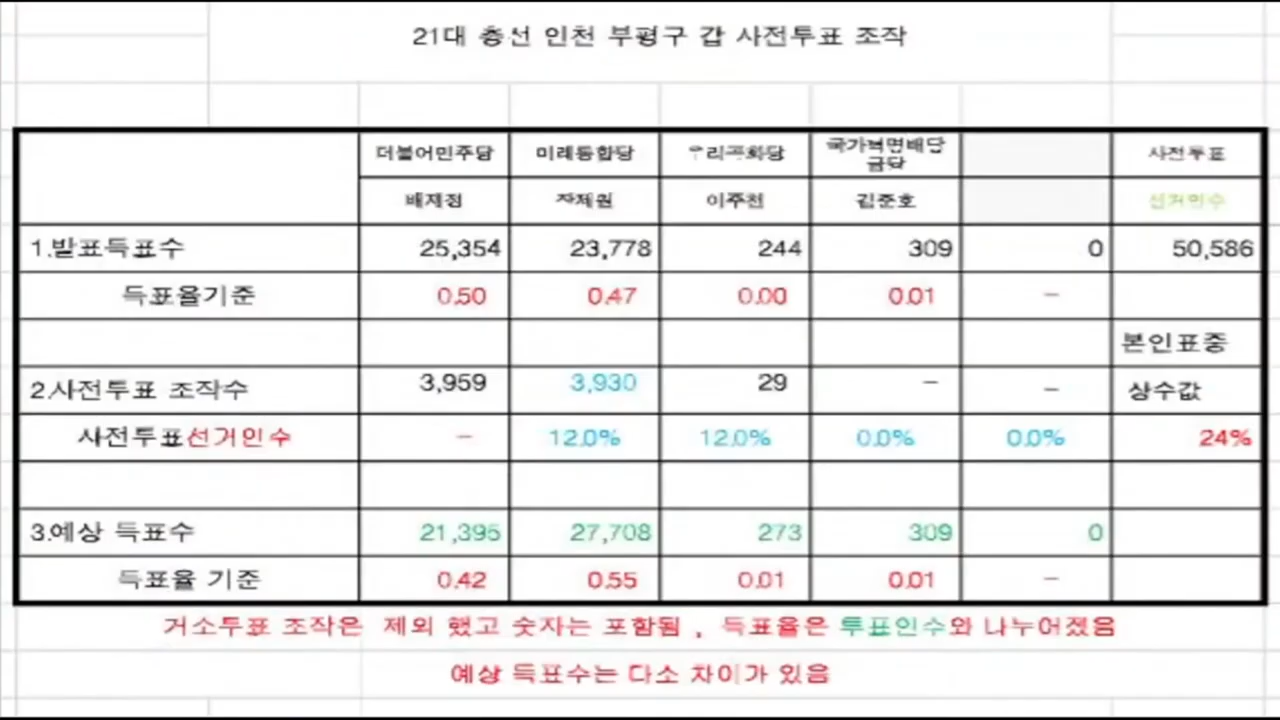 21대 총선 인천 부평구 갑 사전투표 조작
더불어민주당 미래통합당 우리공화당 국가혁명배당금당 사전투표
배재정 이주천 김준호 선거인수
1.발표득표수 25,354 23,778 244 309 0 50,586
득표율기준 0.50 0.47 0.00 0.01 -
본인표중
2.사전투표 조작수 3,959 3,930 29 - - 상수값
사전투표선거인수 - 12.0% 12.0% 0.0% 0.0% 24%
3.예상 득표수 21,395 27,708 273 309 0
득표율 기준 0.42 0.55 0.01 0.01 -
거소투표 조작은 제외 했고 숫자는 포함됨 , 득표율은 투표인수와 나누어졌음
예상 득표수는 다소 차이가 있음